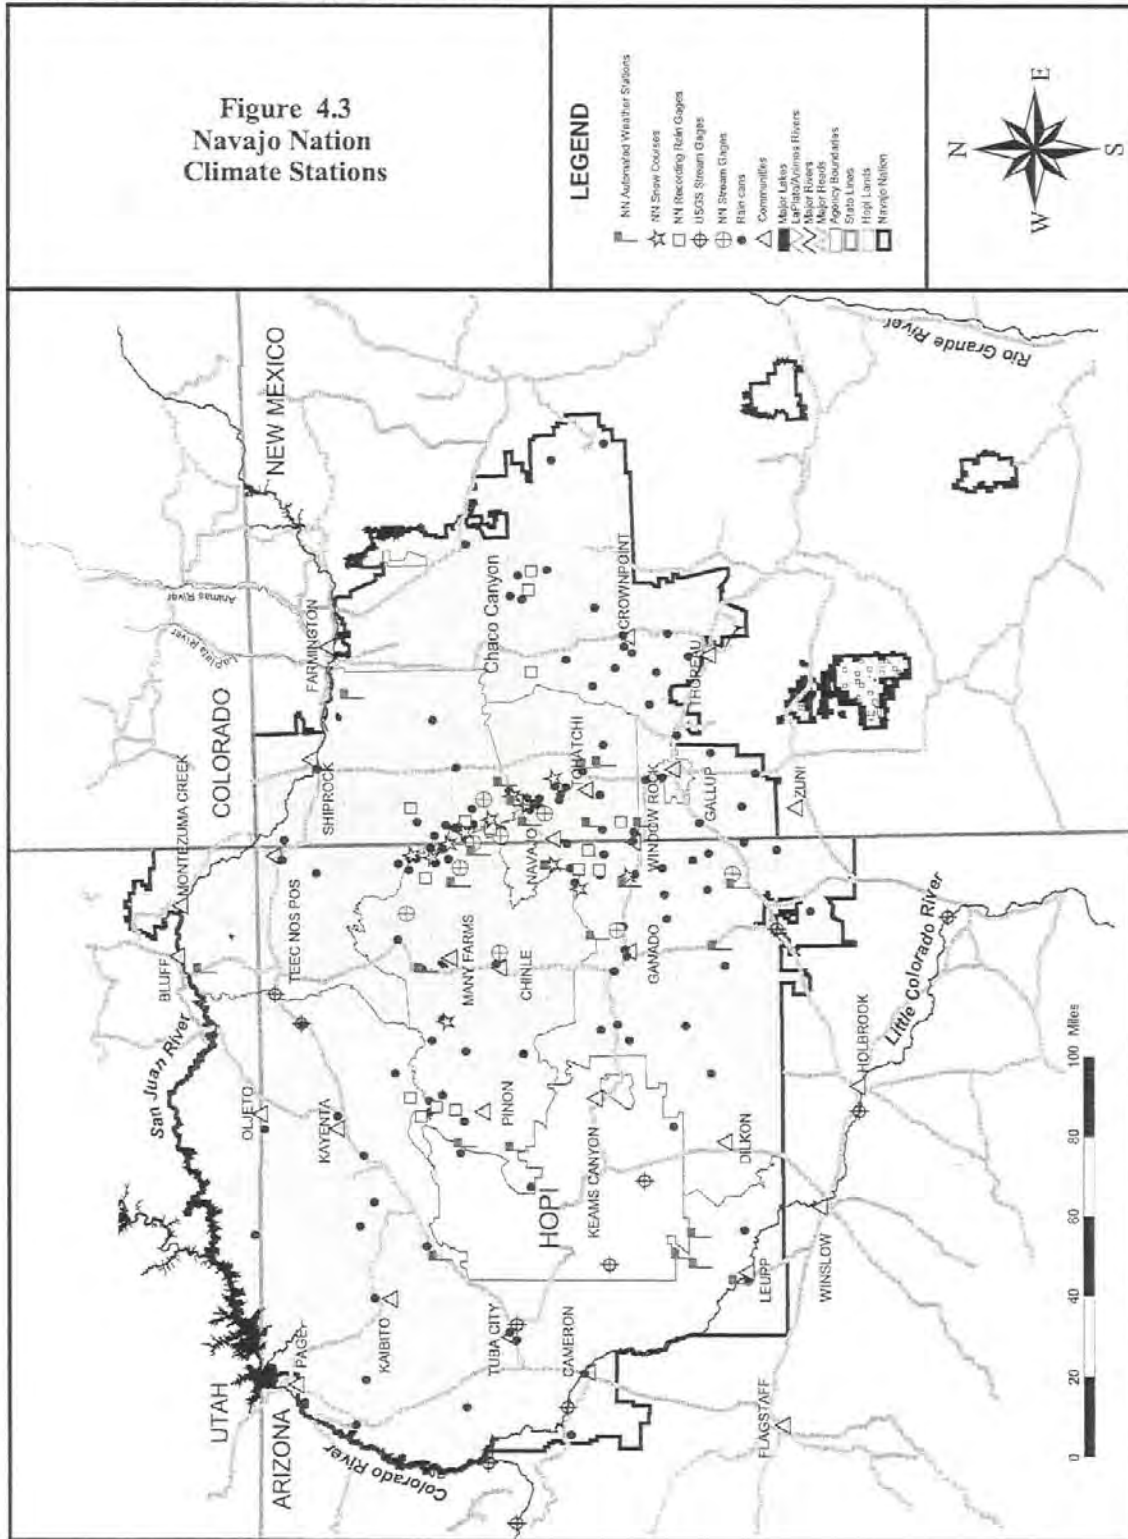 Figure 4.3
Navajo Nation
Climate Stations
LEGEND
NN Automated Weather Stations
NN Snow Courses
NN Recording Rain Gages
USGS Stream Gages
NN Stream Gages
Rain cans
Communities
Major Lakes
LaPlata/Animas Rivers
Major Rivers
Major Roads
Agency Boundaries
State Lines
Hopi Lands
Navajo Nation
N
W
E
S
UTAH
COLORADO
ARIZONA
NEW MEXICO
San Juan River
LaPlata River
Animas River
Colorado River
Rio Grande River
Little Colorado River
BLUFF
MONTEZUMA CREEK
PAGE
OLJETO
TEEC NOS POS
SHIPROCK
FARMINGTON
KAYENTA
KAIBITO
MANY FARMS
CHINLE
PINON
Chaco Canyon
NAVAJO
TOHATCHI
CROWNPOINT
TUBA CITY
HOPI
KEAMS CANYON
GANADO
WINDOW ROCK
GALLUP
THOREAU
CAMERON
DILKON
ZUNI
LEUPP
WINSLOW
HOLBROOK
FLAGSTAFF
0 20 40 60 80 100 Miles